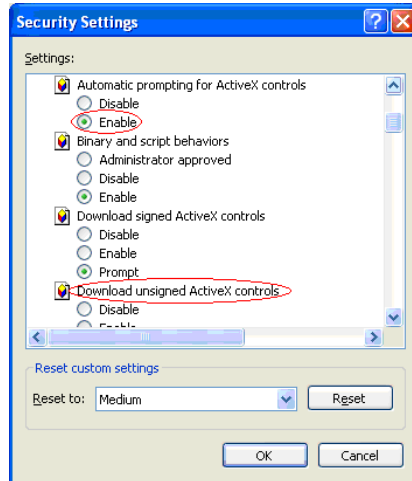 Security Settings
Settings:
Automatic prompting for ActiveX controls
Disable
Enable
Binary and script behaviors
Administrator approved
Disable
Enable
Download signed ActiveX controls
Disable
Enable
Prompt
Download unsigned ActiveX controls
Disable
Reset custom settings
Reset to: Medium Reset
OK Cancel